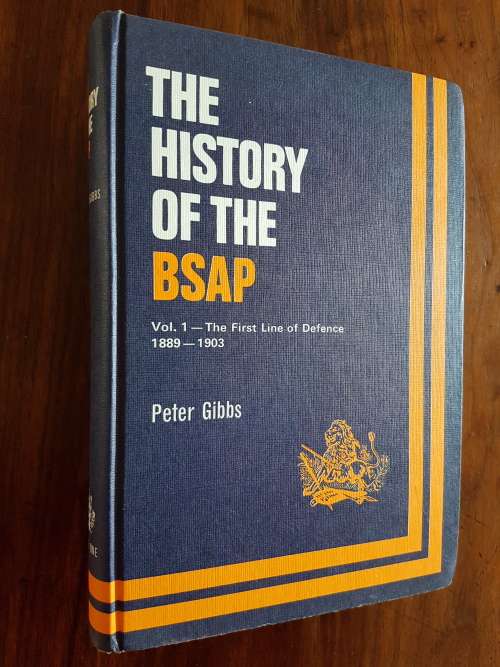 THE
HISTORY
OF THE
BSAP
Vol. 1 — The First Line of Defence
1889 — 1903
Peter Gibbs